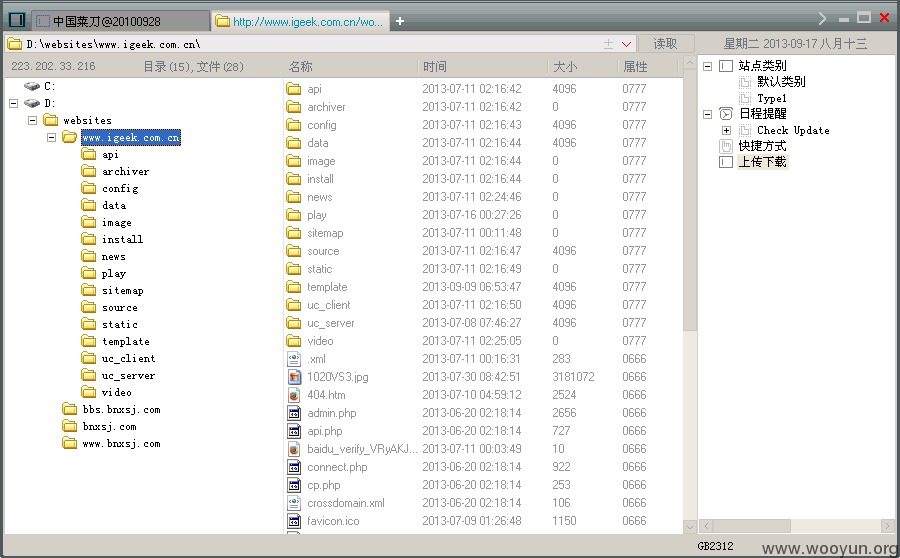 中国菜刀@20100928 http://www.igeek.com.cn/wo... +
D:\websites\www.igeek.com.cn\ 读取 星期二 2013-09-17 八月十三
223.202.33.216 目录(15),文件(28) 名称 时间 大小 属性
C:
D:
websites
www.igeek.com.cn
api
archiver
config
data
image
install
news
play
sitemap
source
static
template
uc_client
uc_server
video
bbs.bnxsj.com
bnxsj.com
www.bnxsj.com
api 2013-07-11 02:16:42 4096 0777
archiver 2013-07-11 02:16:42 0 0777
config 2013-07-11 02:16:43 4096 0777
data 2013-07-11 02:16:44 4096 0777
image 2013-07-11 02:16:44 0 0777
install 2013-07-11 02:16:44 0 0777
news 2013-07-11 02:24:46 0 0777
play 2013-07-16 00:27:26 0 0777
sitemap 2013-07-11 00:11:48 0 0777
source 2013-07-11 02:16:47 4096 0777
static 2013-07-11 02:16:49 0 0777
template 2013-09-09 06:53:47 4096 0777
uc_client 2013-07-11 02:16:50 4096 0777
uc_server 2013-07-08 07:46:27 4096 0777
video 2013-07-11 02:25:05 0 0777
.xml 2013-07-11 00:16:31 283 0666
1020VS3.jpg 2013-07-30 08:42:51 3181072 0666
404.htm 2013-07-10 04:59:12 2524 0666
admin.php 2013-06-20 02:18:14 2656 0666
api.php 2013-06-20 02:18:14 727 0666
baidu_verify_VRyAKJ... 2013-07-11 00:03:49 10 0666
connect.php 2013-06-20 02:18:14 922 0666
cp.php 2013-06-20 02:18:14 253 0666
crossdomain.xml 2013-06-20 02:18:14 106 0666
favicon.ico 2013-07-09 01:26:48 1150 0666
站点类别
默认类别
Type1
日程提醒
Check Update
快捷方式
上传下载
GB2312
www.wooyun.org